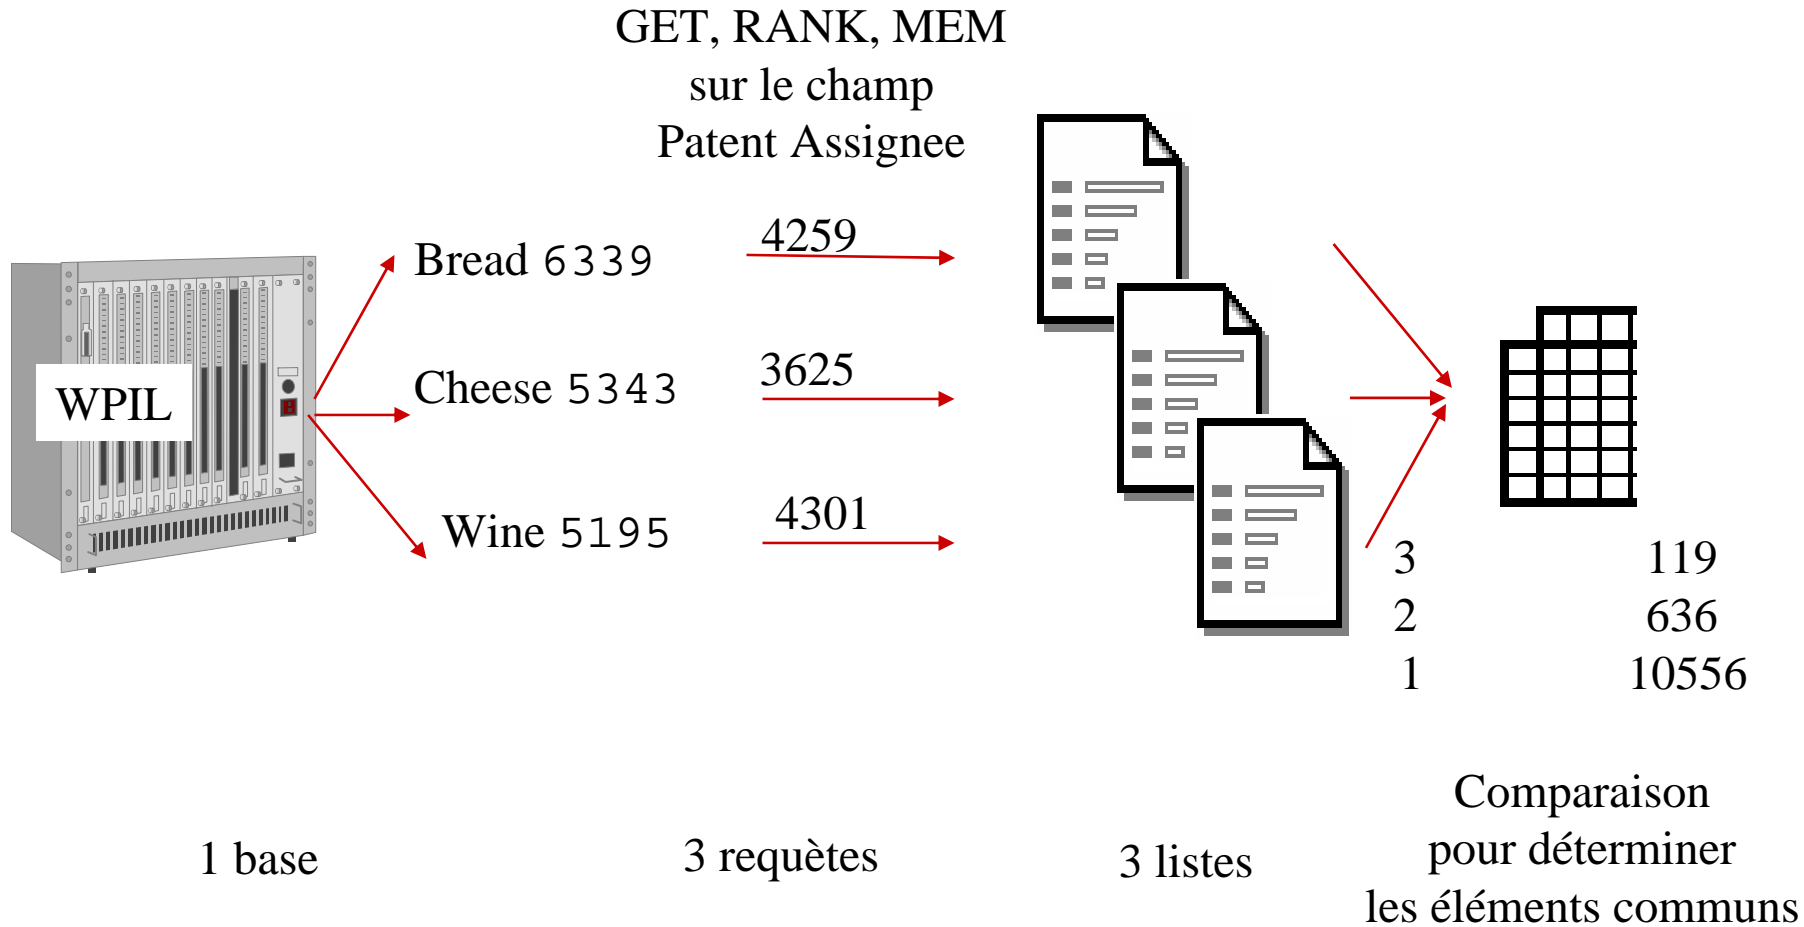 GET, RANK, MEM
sur le champ
Patent Assignee
Bread 6339
4259
WPIL
Cheese 5343
3625
Wine 5195
4301
3 119
2 636
1 10556
1 base
3 requètes
3 listes
Comparaison
pour déterminer
les éléments communs